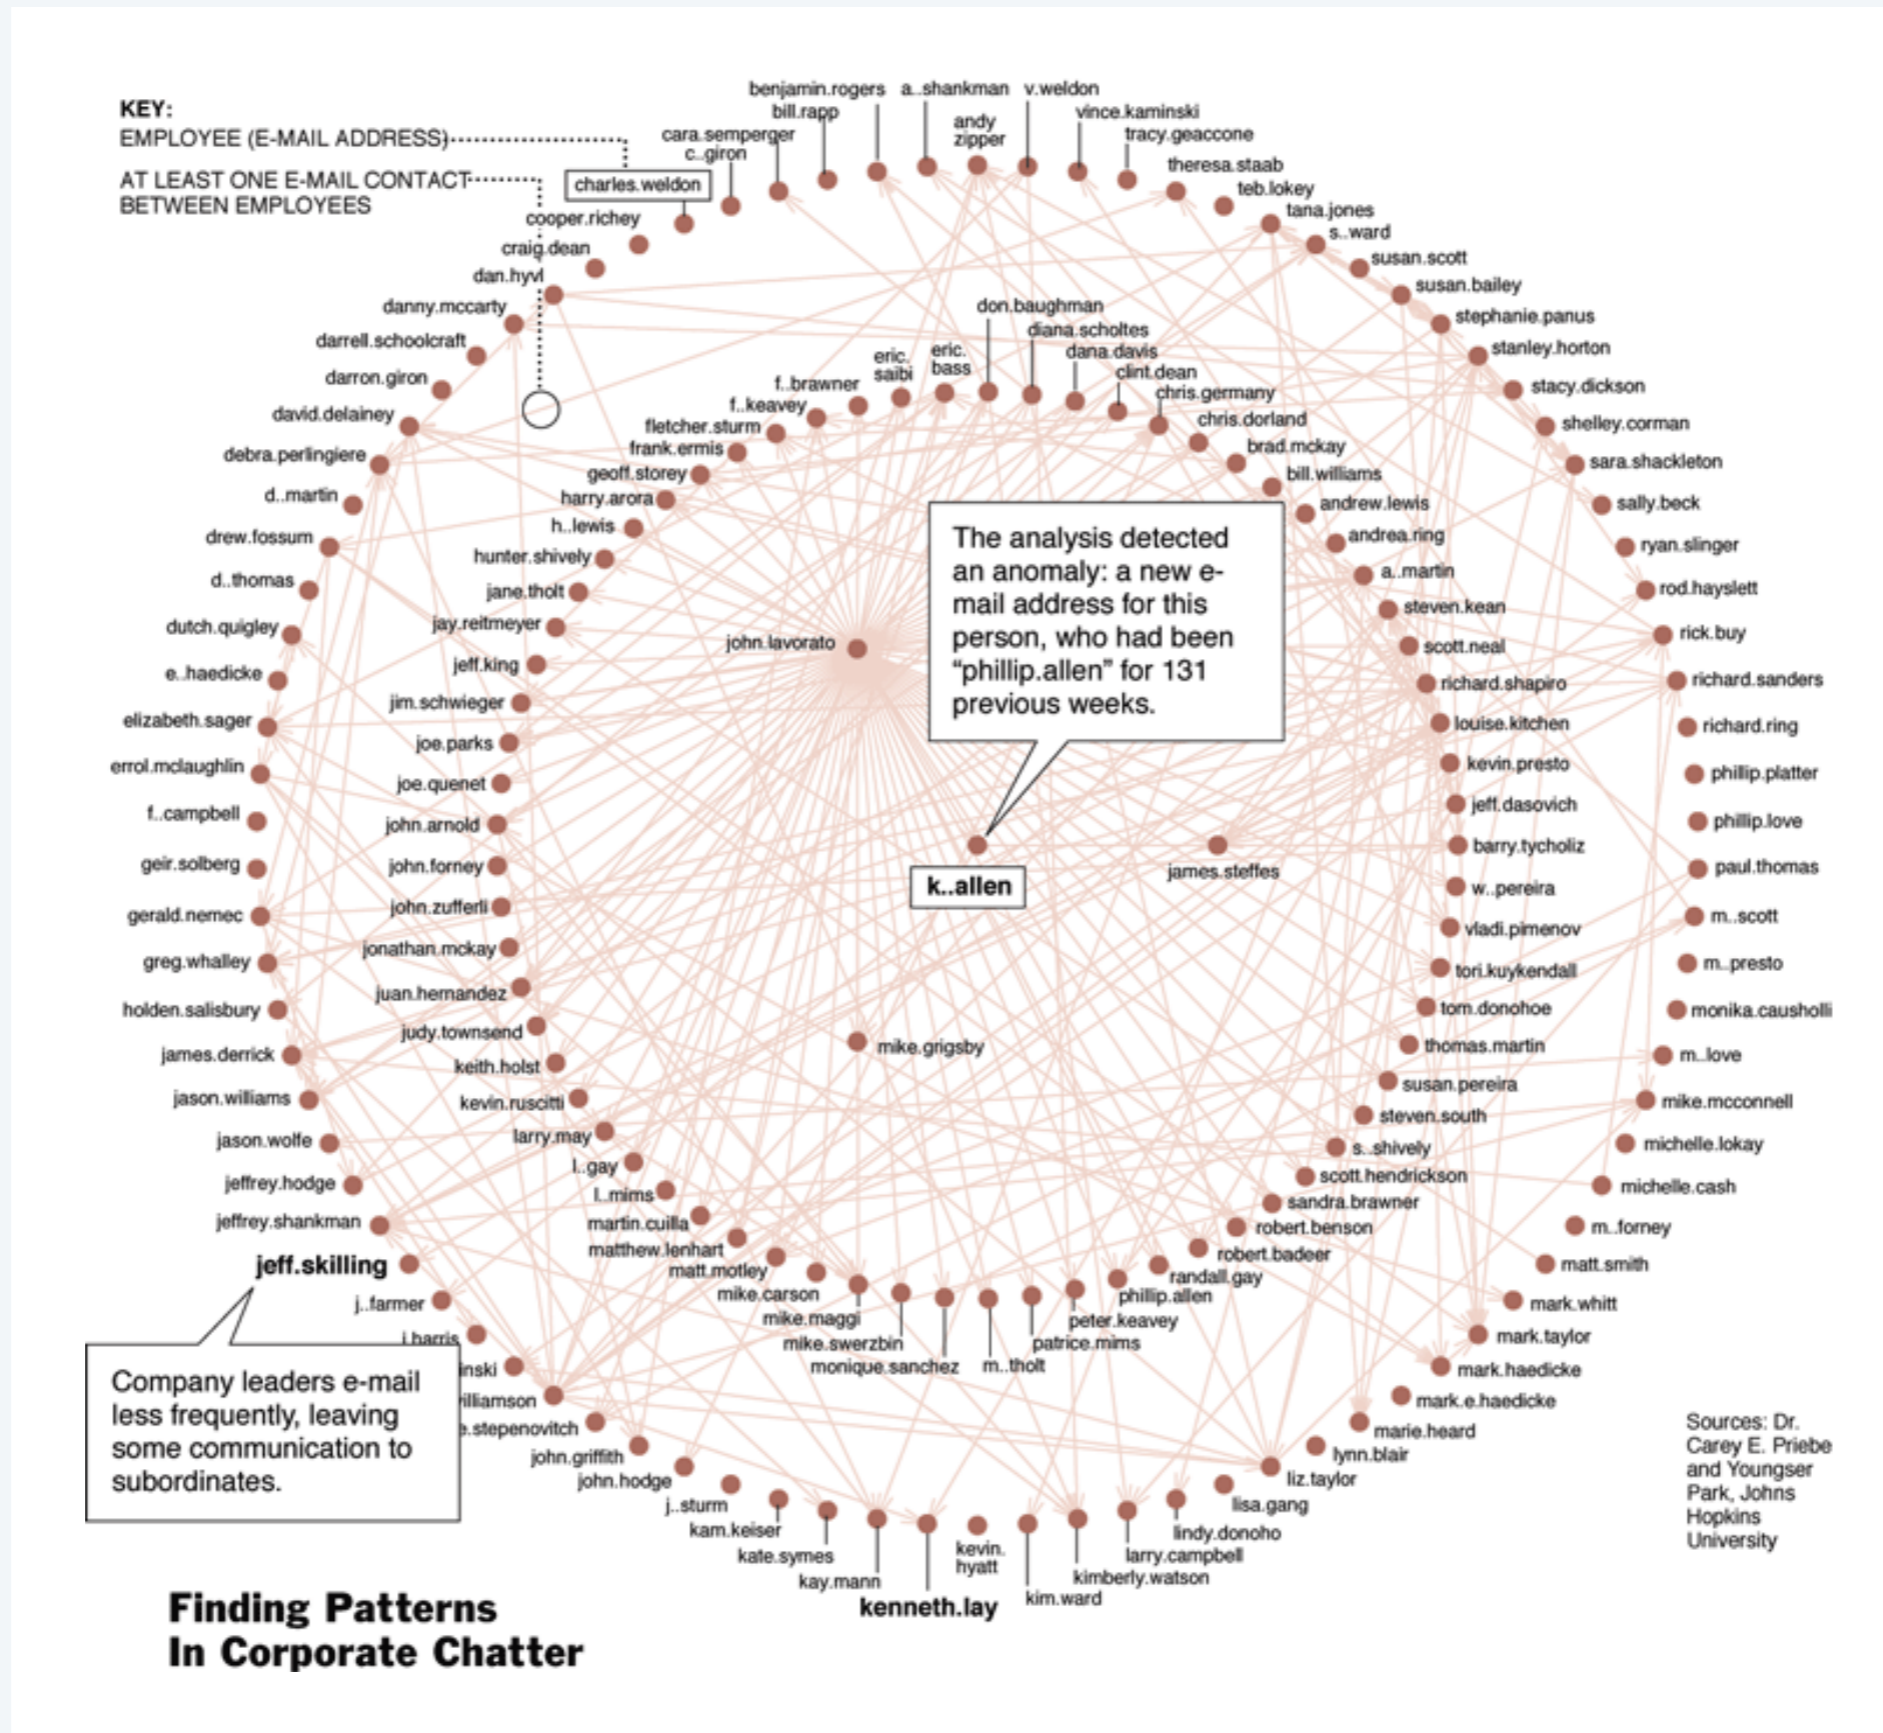 KEY:
EMPLOYEE (E-MAIL ADDRESS)
AT LEAST ONE E-MAIL CONTACT
BETWEEN EMPLOYEES
benjamin.rogers
a..shankman
v.weldon
bill.rapp
vince.kaminski
andy
zipper
cara.semperger
tracy.geaccone
c..giron
theresa.staab
charles.weldon
teb.lokey
cooper.richey
tana.jones
s..ward
craig.dean
susan.scott
dan.hyvl
susan.bailey
danny.mccarty
stephanie.panus
darrell.schoolcraft
stanley.horton
darron.giron
stacy.dickson
david.delainey
shelley.corman
debra.perlingiere
sara.shackleton
d..martin
sally.beck
drew.fossum
ryan.slinger
d..thomas
rod.hayslett
dutch.quigley
rick.buy
e..haedicke
richard.sanders
elizabeth.sager
richard.ring
errol.mclaughlin
phillip.platter
f..campbell
phillip.love
geir.solberg
paul.thomas
gerald.nemec
m..scott
greg.whalley
m..presto
holden.salisbury
monika.causholli
james.derrick
m..love
jason.williams
mike.mcconnell
jason.wolfe
michelle.lokay
jeffrey.hodge
michelle.cash
jeffrey.shankman
m..forney
jeff.skilling
matt.smith
j..farmer
mark.whitt
j.harris
mark.taylor
inski
mark.haedicke
illiamson
mark.e.haedicke
e.stepenovitch
marie.heard
john.griffith
lynn.blair
john.hodge
liz.taylor
j..sturm
lisa.gang
kam.keiser
lindy.donoho
kate.symes
larry.campbell
kay.mann
kimberly.watson
kenneth.lay
kevin.
hyatt
kim.ward
don.baughman
diana.scholtes
eric.
bass
dana.davis
eric.
saibi
clint.dean
f..brawner
chris.germany
f..keavey
chris.dorland
fletcher.sturm
brad.mckay
frank.ermis
bill.williams
geoff.storey
andrew.lewis
harry.arora
andrea.ring
h..lewis
a..martin
hunter.shively
steven.kean
jane.tholt
scott.neal
jay.reitmeyer
richard.shapiro
jeff.king
louise.kitchen
jim.schwieger
kevin.presto
joe.parks
jeff.dasovich
joe.quenet
barry.tycholiz
john.arnold
w..pereira
john.forney
vladi.pimenov
john.zufferli
tori.kuykendall
jonathan.mckay
tom.donohoe
juan.hernandez
thomas.martin
judy.townsend
susan.pereira
keith.holst
steven.south
kevin.ruscitti
s..shively
larry.may
scott.hendrickson
l..gay
sandra.brawner
l..mims
robert.benson
martin.cuilla
robert.badeer
matthew.lenhart
randall.gay
matt.motley
phillip.allen
mike.carson
peter.keavey
mike.maggi
patrice.mims
mike.swerzbin
m..tholt
monique.sanchez
john.lavorato
The analysis detected
an anomaly: a new e-
mail address for this
person, who had been
“phillip.allen” for 131
previous weeks.
k..allen
james.steffes
mike.grigsby
Company leaders e-mail
less frequently, leaving
some communication to
subordinates.
Sources: Dr.
Carey E. Priebe
and Youngser
Park, Johns
Hopkins
University
Finding Patterns
In Corporate Chatter